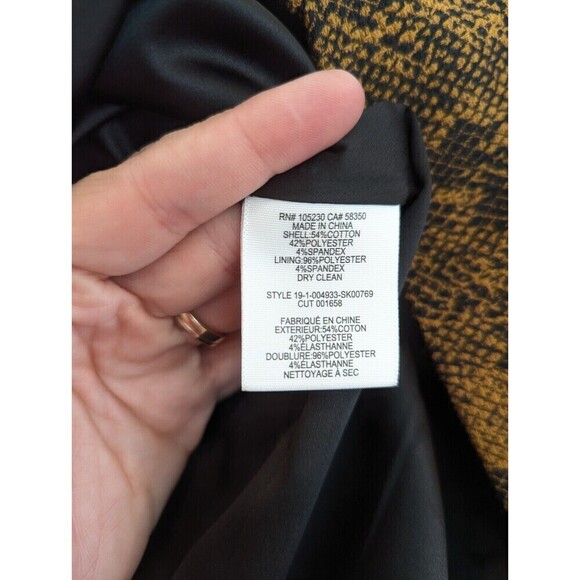 RN# 105230 CA# 58350
MADE IN CHINA
SHELL:54%COTTON
42%POLYESTER
4%SPANDEX
LINING:96%POLYESTER
4%SPANDEX
DRY CLEAN
STYLE 19-1-004933-SK00769
CUT 001658
FABRIQUÉ EN CHINE
EXTERIEUR:54%COTON
42%POLYESTER
4%ÉLASTHANNE
DOUBLURE:96%POLYESTER
4%ÉLASTHANNE
NETTOYAGE À SEC